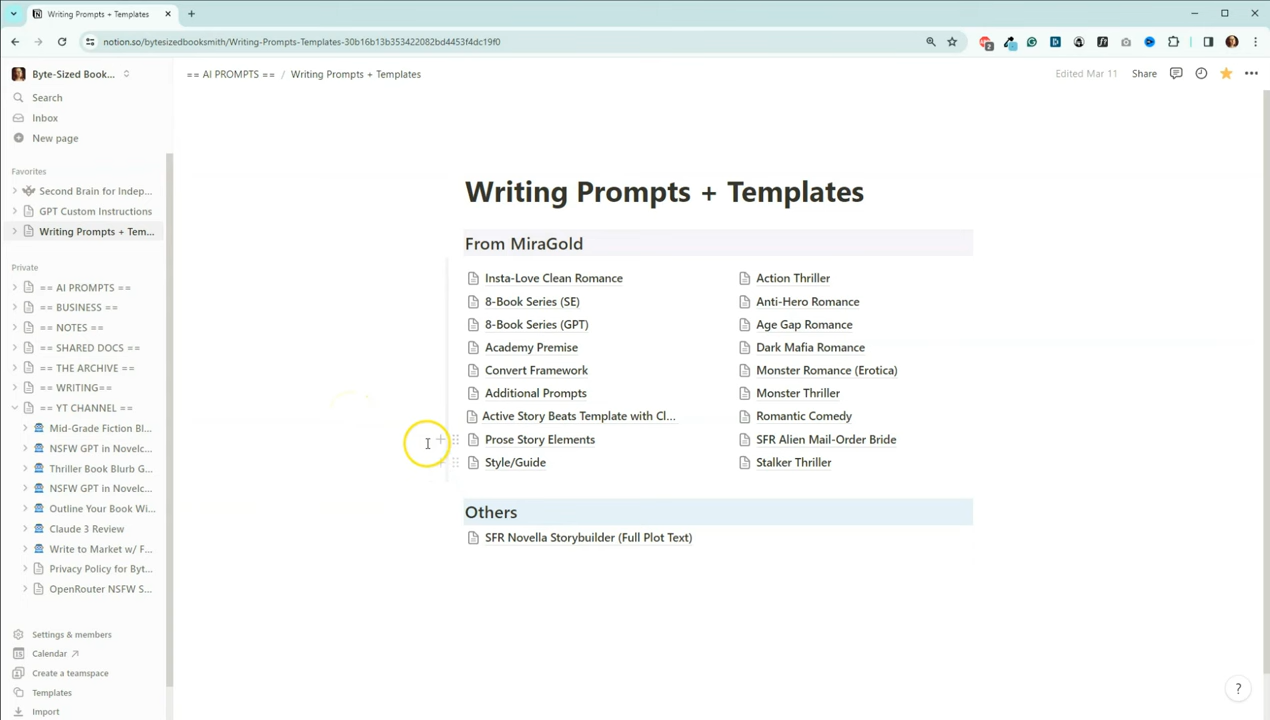 Writing Prompts + Templates
notion.so/bytesizedbooksmith/Writing-Prompts-Templates-30b16b13b353422082bd4453f4dc19f0
2
Byte-Sized Book...
== AI PROMPTS == / Writing Prompts + Templates
Edited Mar 11
Share
Search
Inbox
New page
Favorites
Second Brain for Indep...
GPT Custom Instructions
Writing Prompts + Tem...
Private
== AI PROMPTS ==
== BUSINESS ==
== NOTES ==
== SHARED DOCS ==
== THE ARCHIVE ==
== WRITING==
== YT CHANNEL ==
Mid-Grade Fiction Bl...
NSFW GPT in Novelc...
Thriller Book Blurb G...
NSFW GPT in Novelc...
Outline Your Book Wi...
Claude 3 Review
Write to Market w/ F...
Privacy Policy for Byt...
OpenRouter NSFW S...
Settings & members
Calendar
Create a teamspace
Templates
Import
Writing Prompts + Templates
From MiraGold
Insta-Love Clean Romance
8-Book Series (SE)
8-Book Series (GPT)
Academy Premise
Convert Framework
Additional Prompts
Active Story Beats Template with Cl...
Prose Story Elements
Style/Guide
Action Thriller
Anti-Hero Romance
Age Gap Romance
Dark Mafia Romance
Monster Romance (Erotica)
Monster Thriller
Romantic Comedy
SFR Alien Mail-Order Bride
Stalker Thriller
Others
SFR Novella Storybuilder (Full Plot Text)
?